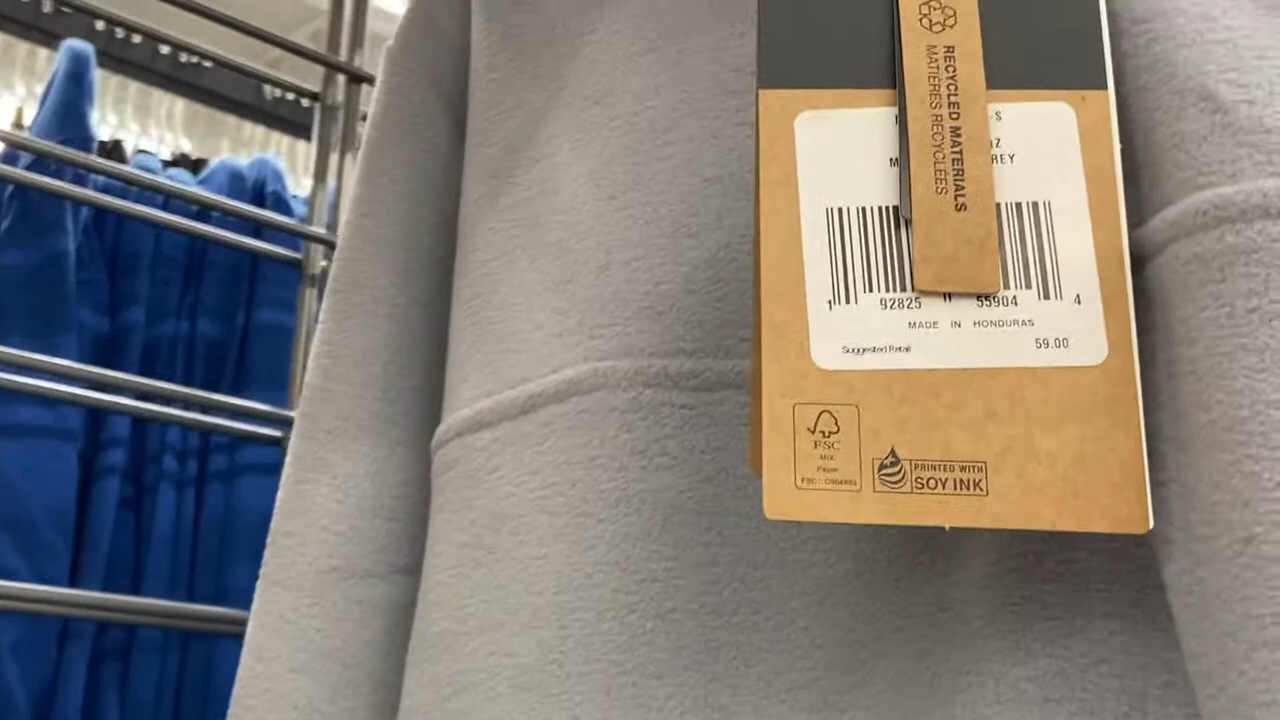 RECYCLED MATERIALS
MATIÈRES RECYCLÉES
S
1 92825 55904 4
MADE IN HONDURAS
Suggested Retail 59.00
FSC
MIX
Paper
PRINTED WITH
SOY INK